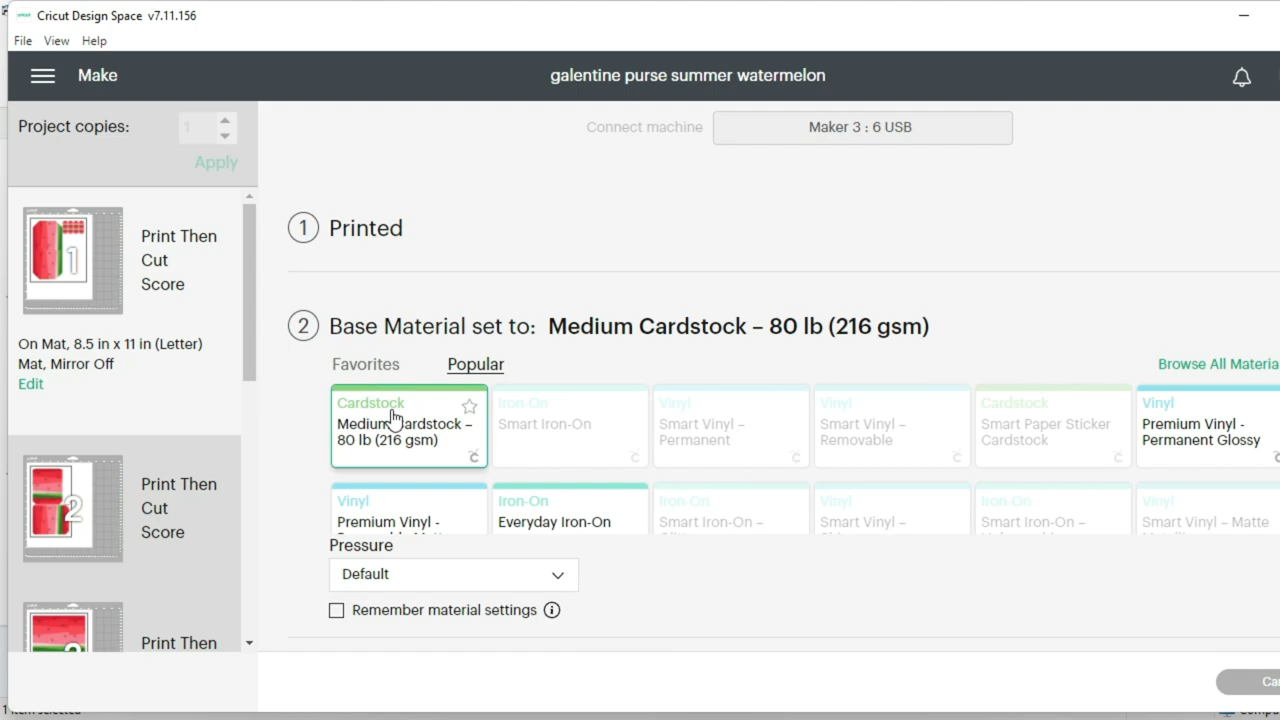 Cricut Design Space v7.11.156
File View Help
Make
galentine purse summer watermelon
Project copies:
1
Apply
Connect machine
Maker 3 : 6 USB
1
Print Then
Cut
Score
On Mat, 8.5 in x 11 in (Letter)
Mat, Mirror Off
Edit
2
Print Then
Cut
Score
Print Then
1 Printed
2 Base Material set to: Medium Cardstock – 80 lb (216 gsm)
Favorites Popular
Browse All Materia
Cardstock
Medium Cardstock –
80 lb (216 gsm)
Iron-On
Smart Iron-On
Vinyl
Smart Vinyl –
Permanent
Vinyl
Smart Vinyl –
Removable
Cardstock
Smart Paper Sticker
Cardstock
Vinyl
Premium Vinyl -
Permanent Glossy
Vinyl
Premium Vinyl -
Iron-On
Everyday Iron-On
Iron-On
Smart Iron-On –
Vinyl
Smart Vinyl –
Iron-On
Smart Iron-On –
Vinyl
Smart Vinyl – Matte
Pressure
Default
Remember material settings
Ca